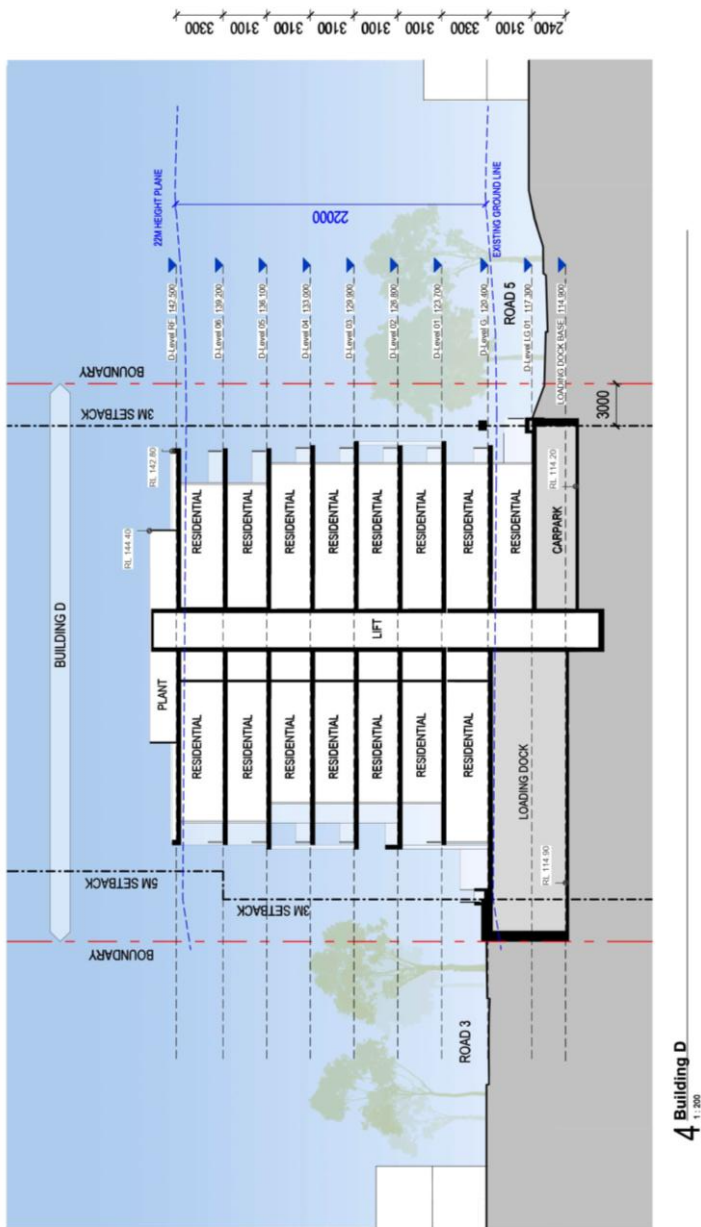 3300
3100
3100
3100
3100
3100
3300
3100
2400
22M HEIGHT PLANE
22000
EXISTING GROUND LINE
D-Level RF 142,500
D-Level 06 139,200
D-Level 05 136,100
D-Level 04 133,000
D-Level 03 129,900
D-Level 02 126,800
D-Level 01 123,700
D-Level G 120,400
D-Level LG 01 117,300
LOADING DOCK BASE 114,900
ROAD 5
BOUNDARY
3M SETBACK
3000
RL 142.80
RL 144.40
RL 114.20
BUILDING D
RESIDENTIAL
RESIDENTIAL
RESIDENTIAL
RESIDENTIAL
RESIDENTIAL
RESIDENTIAL
RESIDENTIAL
RESIDENTIAL
CARPARK
LIFT
PLANT
RESIDENTIAL
RESIDENTIAL
RESIDENTIAL
RESIDENTIAL
RESIDENTIAL
RESIDENTIAL
RESIDENTIAL
LOADING DOCK
RL 114.90
5M SETBACK
3M SETBACK
BOUNDARY
ROAD 3
4 Building D
1 : 200